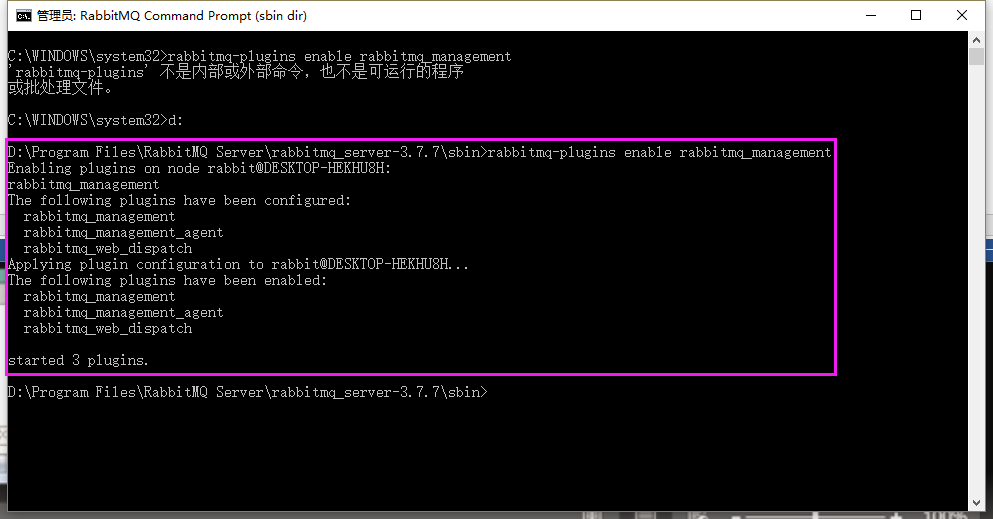 管理员: RabbitMQ Command Prompt (sbin dir)
C:\WINDOWS\system32>rabbitmq-plugins enable rabbitmq_management
'rabbitmq-plugins' 不是内部或外部命令，也不是可运行的程序
或批处理文件。
C:\WINDOWS\system32>d:
D:\Program Files\RabbitMQ Server\rabbitmq_server-3.7.7\sbin>rabbitmq-plugins enable rabbitmq_management
Enabling plugins on node rabbit@DESKTOP-HEKHU8H:
rabbitmq_management
The following plugins have been configured:
  rabbitmq_management
  rabbitmq_management_agent
  rabbitmq_web_dispatch
Applying plugin configuration to rabbit@DESKTOP-HEKHU8H...
The following plugins have been enabled:
  rabbitmq_management
  rabbitmq_management_agent
  rabbitmq_web_dispatch
started 3 plugins.
D:\Program Files\RabbitMQ Server\rabbitmq_server-3.7.7\sbin>